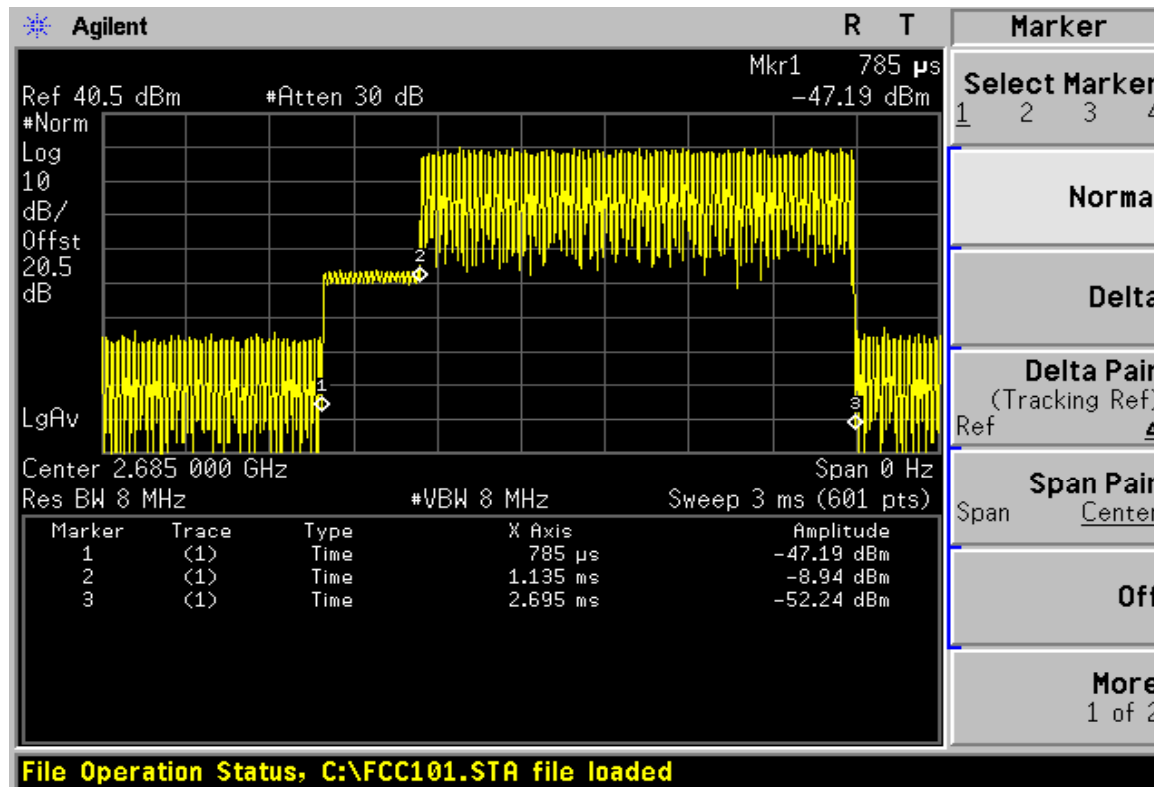 Agilent R T
Mkr1 785 µs
Ref 40.5 dBm #Atten 30 dB -47.19 dBm
#Norm
Log
10
dB/
Offst
20.5
dB
LgAv
2
1
3
Center 2.685 000 GHz Span 0 Hz
Res BW 8 MHz #VBW 8 MHz Sweep 3 ms (601 pts)
Marker Trace Type X Axis Amplitude
1 (1) Time 785 µs -47.19 dBm
2 (1) Time 1.135 ms -8.94 dBm
3 (1) Time 2.695 ms -52.24 dBm
File Operation Status, C:\FCC101.STA file loaded
Marker
Select Marker
1 2 3 4
Norma
Delta
Delta Pair
(Tracking Ref)
Ref
Span Pair
Span Center
Off
More
1 of 2